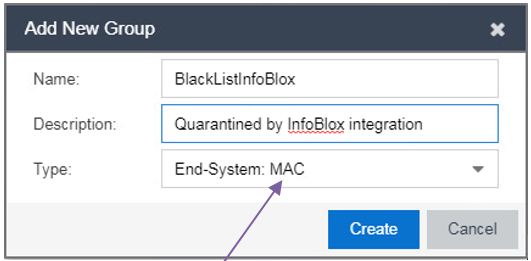 Add New Group
Name: BlackListInfoBlox
Description: Quarantined by InfoBlox integration
Type: End-System: MAC
Create Cancel